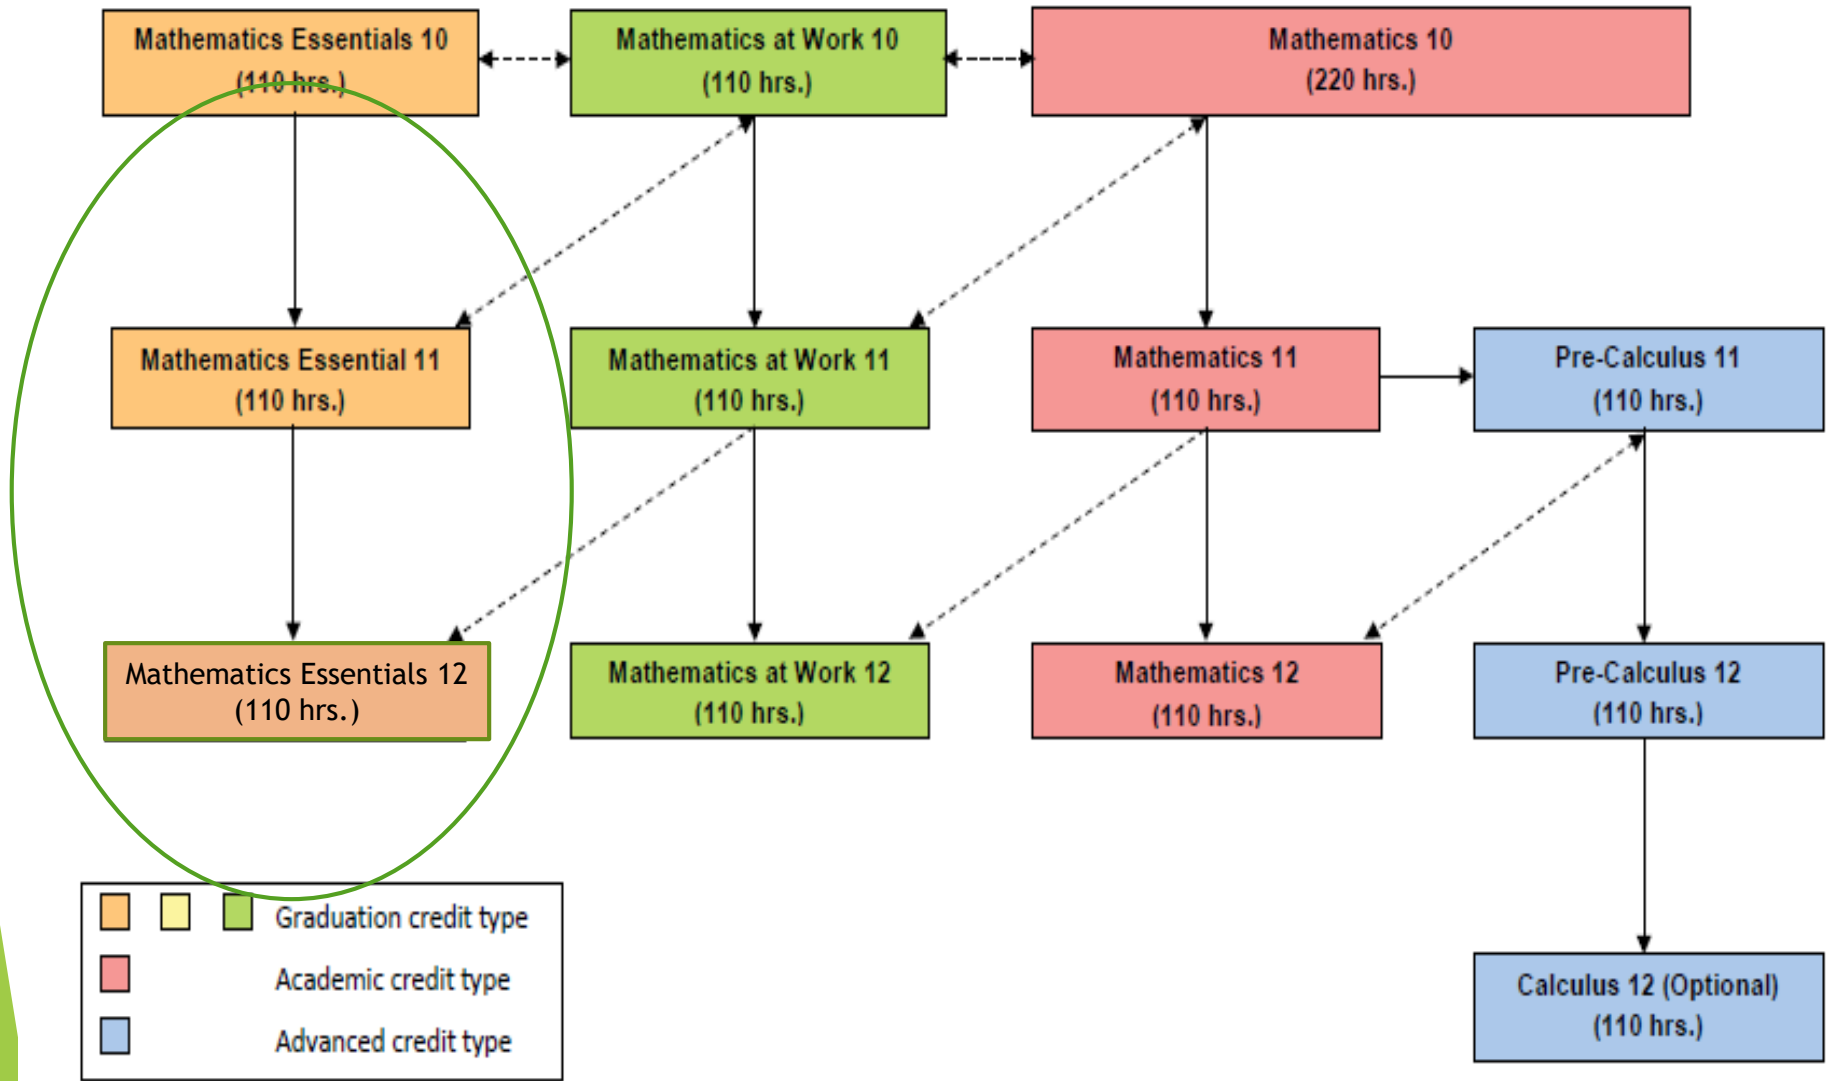 Mathematics Essentials 10
(110 hrs.)
Mathematics at Work 10
(110 hrs.)
Mathematics 10
(220 hrs.)
Mathematics Essential 11
(110 hrs.)
Mathematics at Work 11
(110 hrs.)
Mathematics 11
(110 hrs.)
Pre-Calculus 11
(110 hrs.)
Mathematics Essentials 12
(110 hrs.)
Mathematics at Work 12
(110 hrs.)
Mathematics 12
(110 hrs.)
Pre-Calculus 12
(110 hrs.)
Graduation credit type
Academic credit type
Advanced credit type
Calculus 12 (Optional)
(110 hrs.)